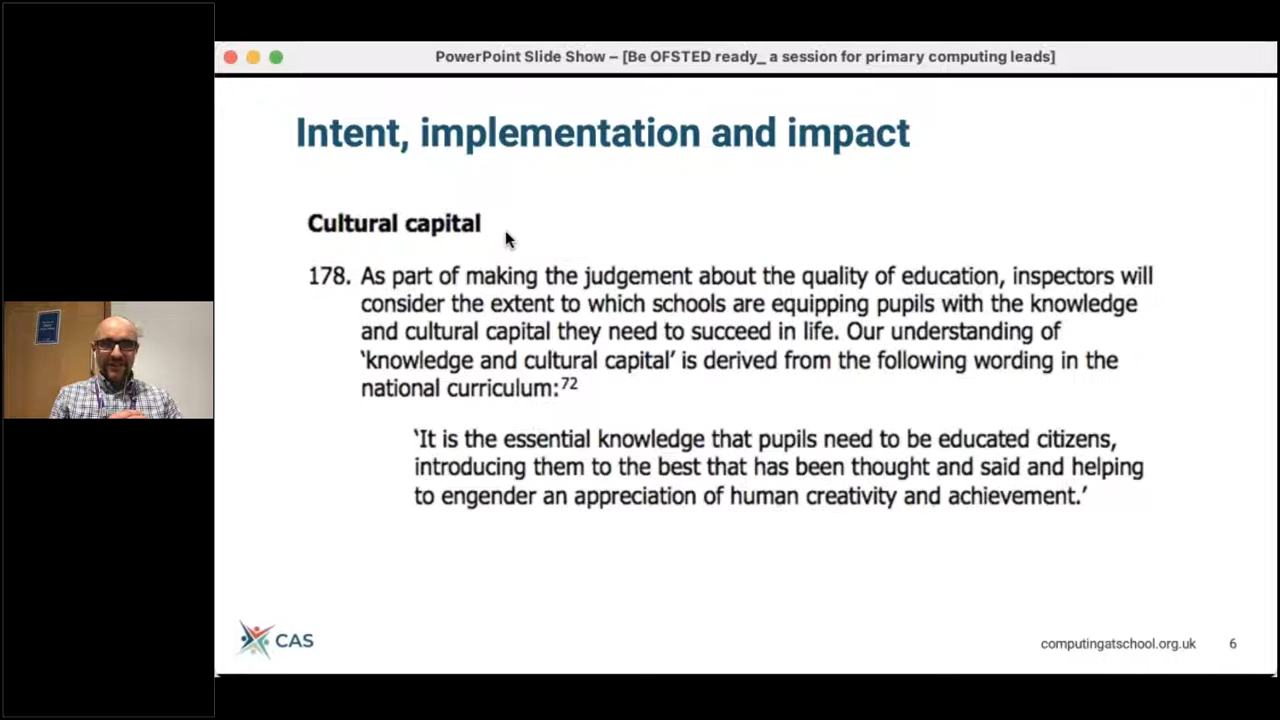 PowerPoint Slide Show – [Be OFSTED ready_ a session for primary computing leads]
Intent, implementation and impact
Cultural capital
178. As part of making the judgement about the quality of education, inspectors will
consider the extent to which schools are equipping pupils with the knowledge
and cultural capital they need to succeed in life. Our understanding of
‘knowledge and cultural capital’ is derived from the following wording in the
national curriculum:72
‘It is the essential knowledge that pupils need to be educated citizens,
introducing them to the best that has been thought and said and helping
to engender an appreciation of human creativity and achievement.’
CAS
computingatschool.org.uk 6